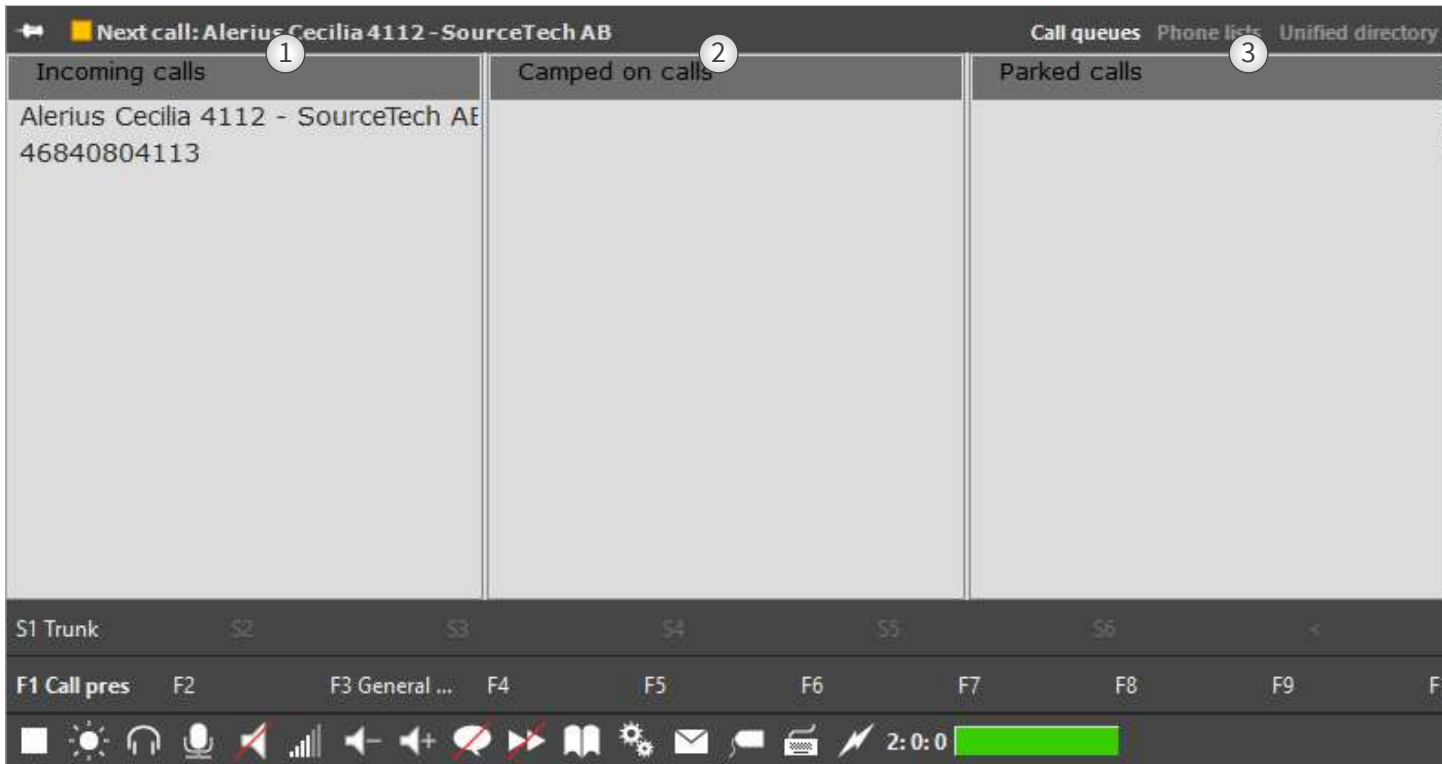 Next call: Alerius Cecilia 4112 - SourceTech AB Call queues Phone lists Unified directory
1 2 3
Incoming calls Camped on calls Parked calls
Alerius Cecilia 4112 - SourceTech AB
46840804113
S1 Trunk S2 S3 S4 S5 S6 <
F1 Call pres F2 F3 General ... F4 F5 F6 F7 F8 F9 F
2: 0: 0